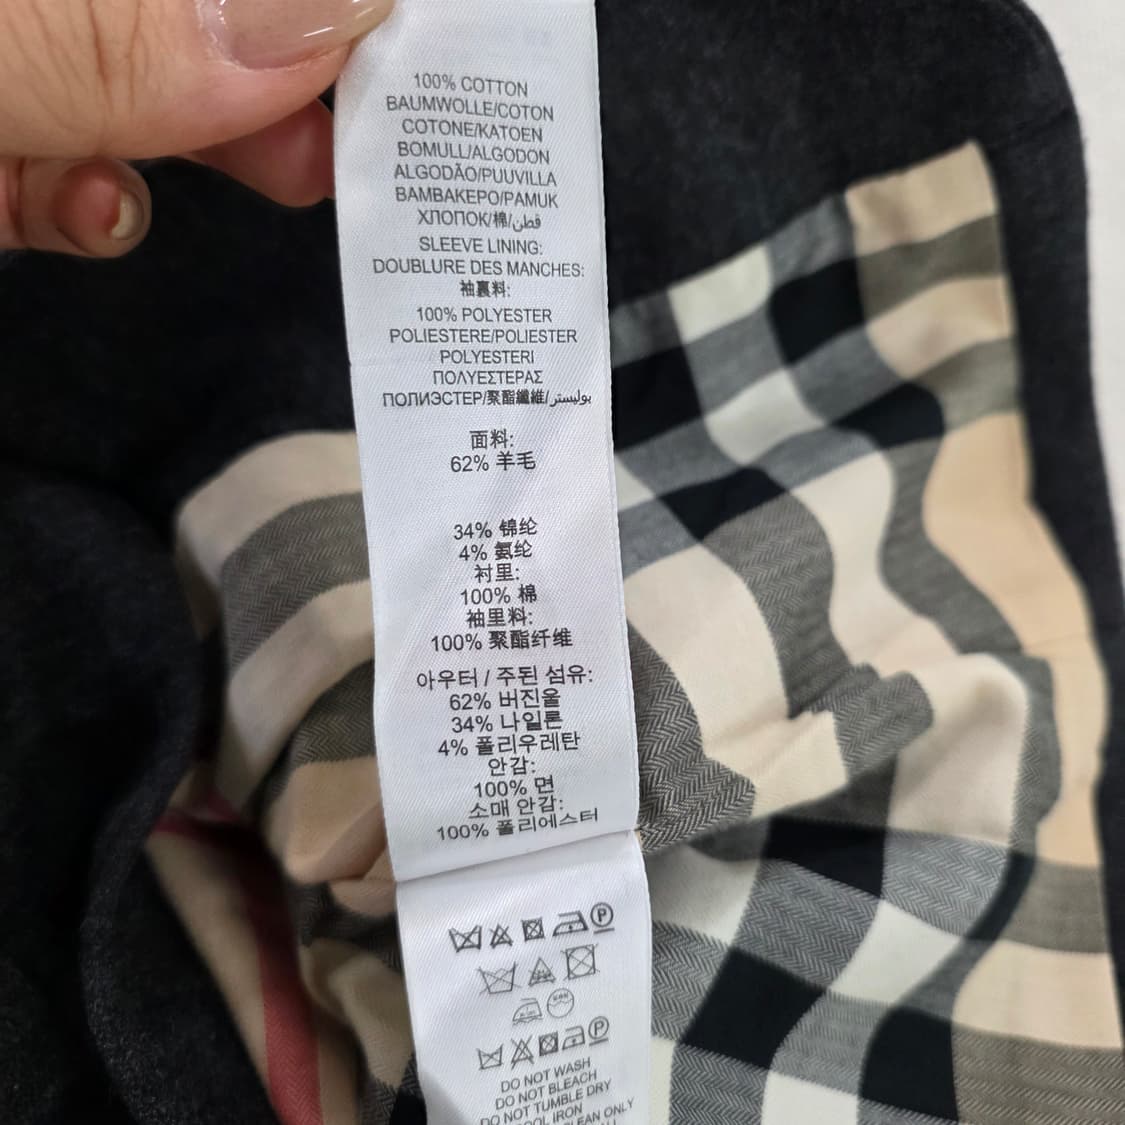 100% COTTON
BAUMWOLLE/COTON
COTONE/KATOEN
BOMULL/ALGODON
ALGODÃO/PUUVILLA
ΒΑΜΒΑΚΕΡΟ/PAMUK
ХЛОПОК/棉/قطن
SLEEVE LINING:
DOUBLURE DES MANCHES:
袖裏料:
100% POLYESTER
POLIESTERE/POLIESTER
POLYESTERI
ΠΟΛΥΕΣΤΕΡΑΣ
ПОЛИЭСТЕР/聚酯纖維/بوليستر
面料:
62% 羊毛
34% 锦纶
4% 氨纶
衬里:
100% 棉
袖里料:
100% 聚酯纤维
아우터 / 주된 섬유:
62% 버진울
34% 나일론
4% 폴리우레탄
안감:
100% 면
소매 안감:
100% 폴리에스터
P
P
DO NOT WASH
DO NOT BLEACH
DO NOT TUMBLE DRY
COOL IRON
CLEAN ONLY